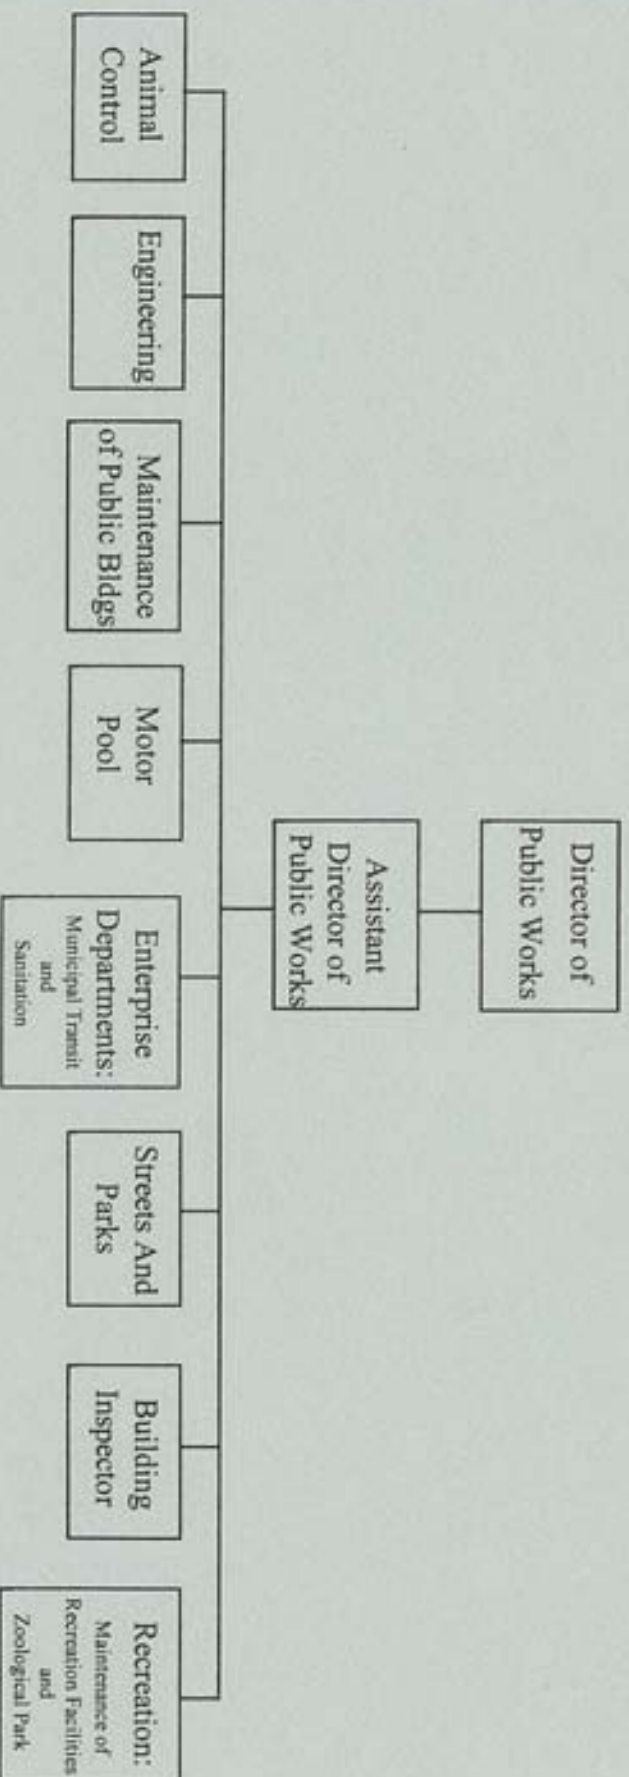 Director of
Public Works
Assistant
Director of
Public Works
Animal
Control
Engineering
Maintenance
of Public Bldgs
Motor
Pool
Enterprise
Departments:
Municipal Transit
and
Sanitation
Streets And
Parks
Building
Inspector
Recreation:
Maintenance of
Recreation Facilities
and
Zoological Park